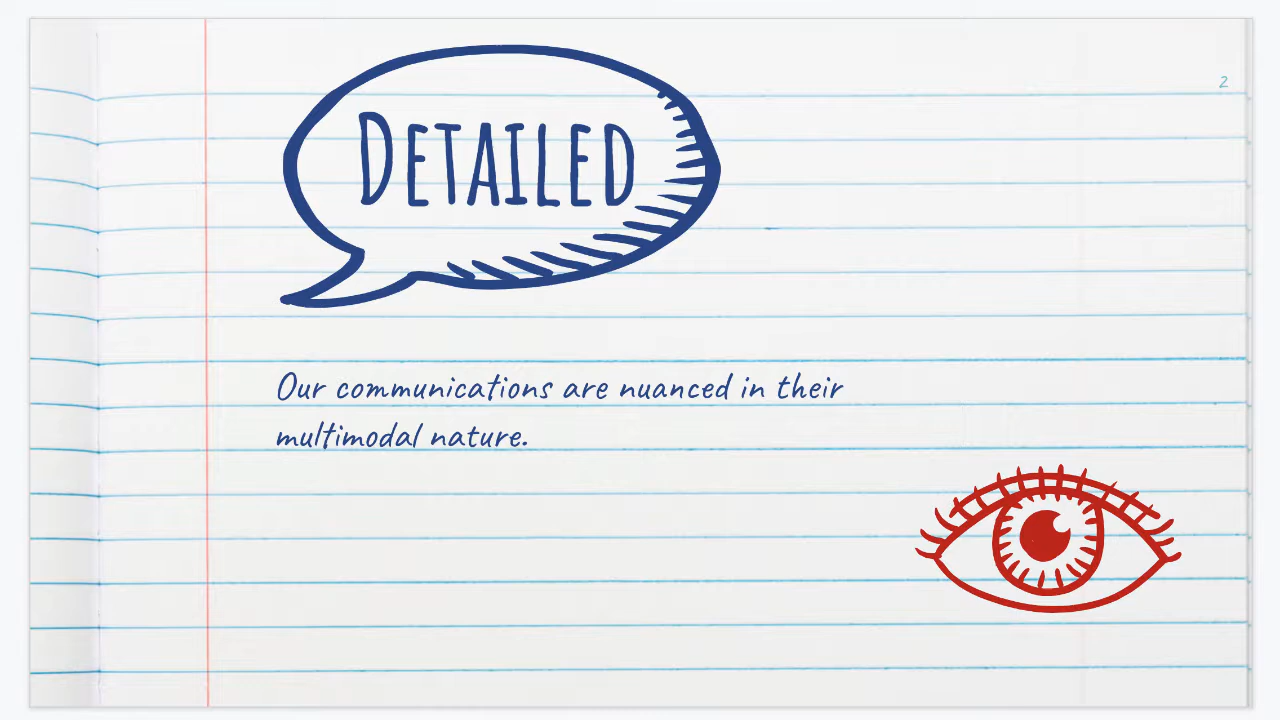 2
Detailed
Our communications are nuanced in their
multimodal nature.